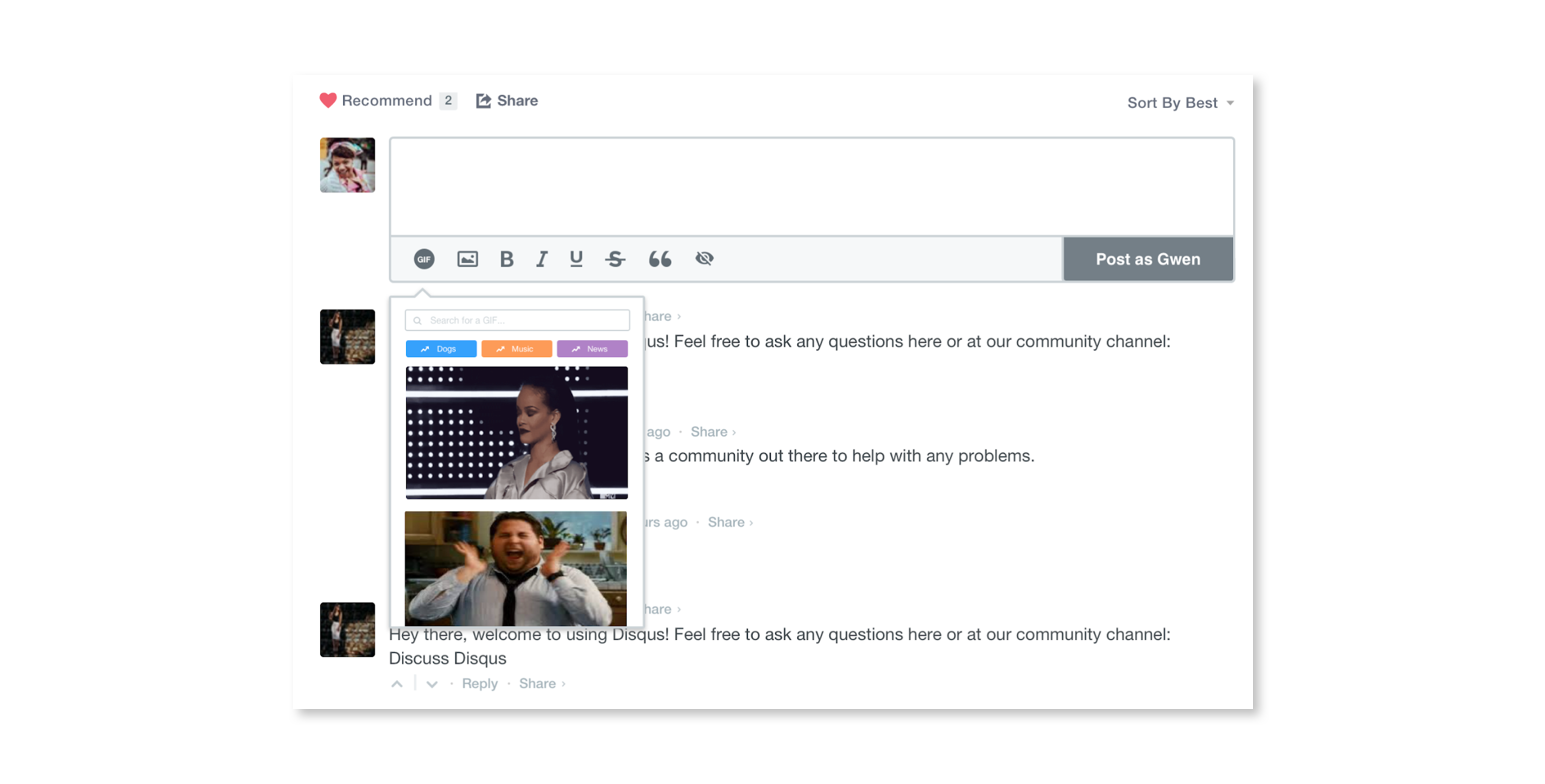 Recommend 2 Share
Sort By Best
GIF B I U S
Post as Gwen
Search for a GIF...
Dogs Music News
hare ›
us! Feel free to ask any questions here or at our community channel:
ago · Share ›
s a community out there to help with any problems.
urs ago · Share ›
hare ›
Hey there, welcome to using Disqus! Feel free to ask any questions here or at our community channel:
Discuss Disqus
· Reply · Share ›